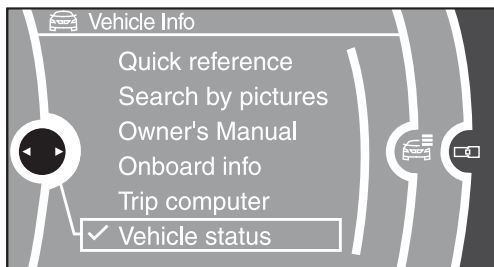 Vehicle Info
Quick reference
Search by pictures
Owner's Manual
Onboard info
Trip computer
Vehicle status